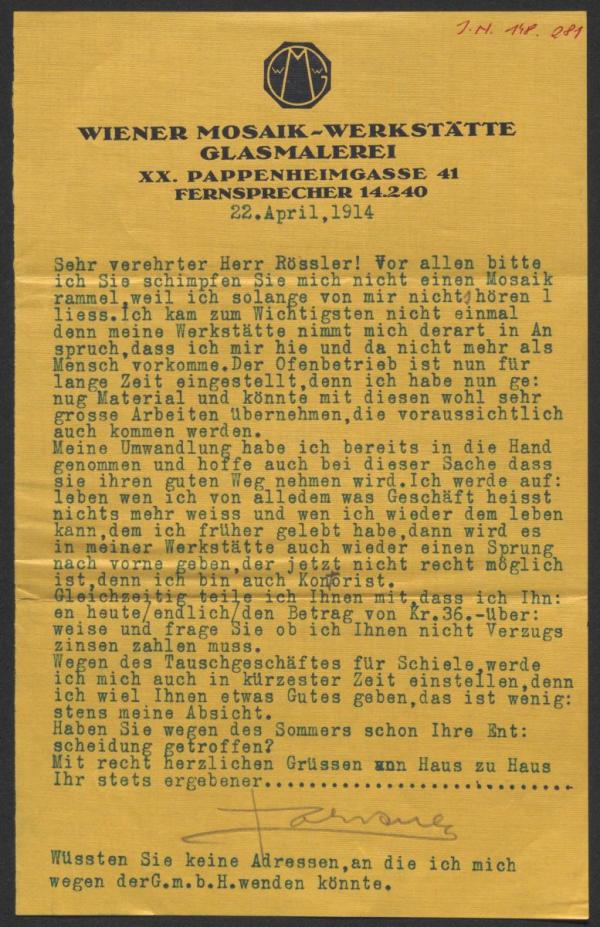 J.N. 148.281
WMWG
WIENER MOSAIK-WERKSTÄTTE
GLASMALEREI
XX. PAPPENHEIMGASSE 41
FERNSPRECHER 14.240
22.April,1914
Sehr verehrter Herr Rössler! Vor allen bitte
ich Sie schimpfen Sie mich nicht einen Mosaik
rammel,weil ich solange von mir nicht hören l
liess.Ich kam zum Wichtigsten nicht einmal
denn meine Werkstätte nimmt mich derart in An
spruch,dass ich mir hie und da nicht mehr als
Mensch vorkomme.Der Ofenbetrieb ist nun für
lange Zeit eingestellt,denn ich habe nun ge:
nug Material und könnte mit diesen wohl sehr
grosse Arbeiten übernehmen,die voraussichtlich
auch kommen werden.
Meine Umwandlung habe ich bereits in die Hand
genommen und hoffe auch bei dieser Sache dass
sie ihren guten Weg nehmen wird.Ich werde auf:
leben wen ich von alledem was Geschäft heisst
nichts mehr weiss und wen ich wieder dem leben
kann,dem ich früher gelebt habe,dann wird es
in meiner Werkstätte auch wieder einen Sprung
nach vorne geben,der jetzt nicht recht möglich
ist,denn ich bin auch Kontorist.
Gleichzeitig teile ich Ihnen mit,dass ich Ihn:
en heute/endlich/den Betrag von Kr.36.-über:
weise und frage Sie ob ich Ihnen nicht Verzugs
zinsen zahlen muss.
Wegen des Tauschgeschäftes für Schiele,werde
ich mich auch in kürzester Zeit einstellen,denn
ich wiel Ihnen etwas Gutes geben,das ist wenig:
stens meine Absicht.
Haben Sie wegen des Sommers schon Ihre Ent:
scheidung getroffen?
Mit recht herzlichen Grüssen von Haus zu Haus
Ihr stets ergebener..............................
Wüssten Sie keine Adressen,an die ich mich
wegen derG.m.b.H.wenden könnte.